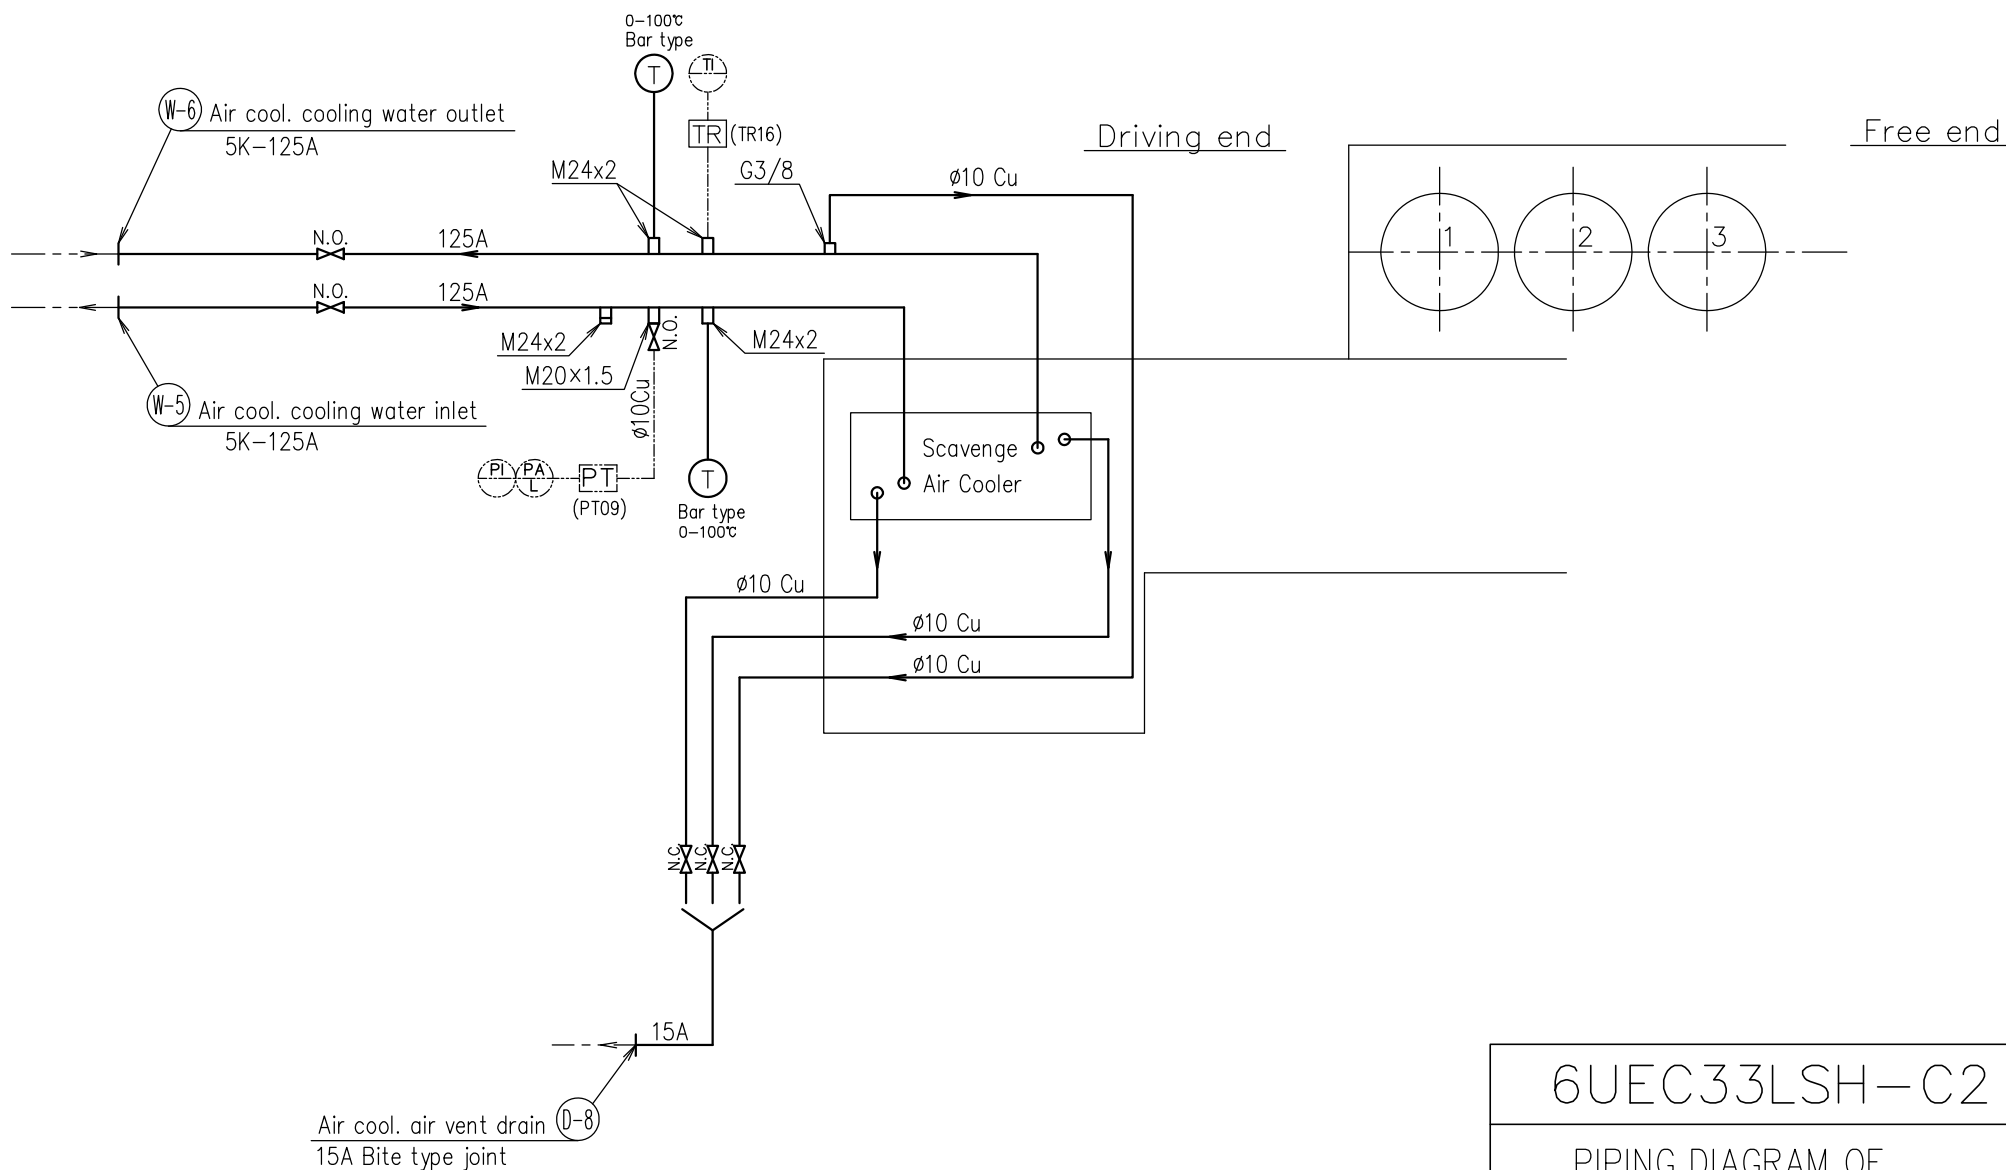 0-100℃
Bar type
T
TI
W-6 Air cool. cooling water outlet
5K-125A
TR (TR16)
Driving end
Free end
M24x2
G3/8
ø10 Cu
N.O.
125A
1
2
3
N.O.
125A
N.O.
M24x2
M24x2
M20×1.5
W-5 Air cool. cooling water inlet
5K-125A
ø10Cu
Scavenge
Air Cooler
PI
PA
L
PT
(PT09)
T
Bar type
0-100℃
ø10 Cu
ø10 Cu
ø10 Cu
N.C.
N.C.
N.C.
15A
Air cool. air vent drain D-8
15A Bite type joint
6UEC33LSH-C2
PIPING DIAGRAM OF